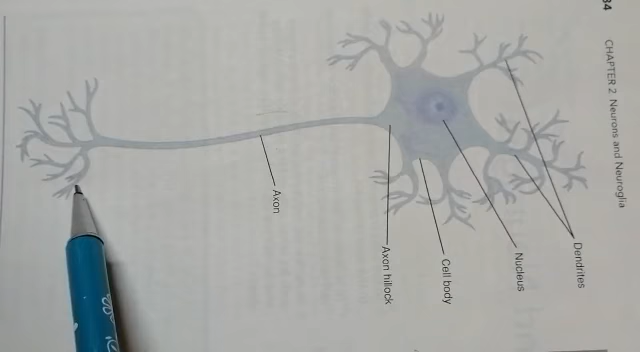 34 CHAPTER 2 Neurons and Neuroglia
Dendrites
Nucleus
Cell body
Axon hillock
Axon